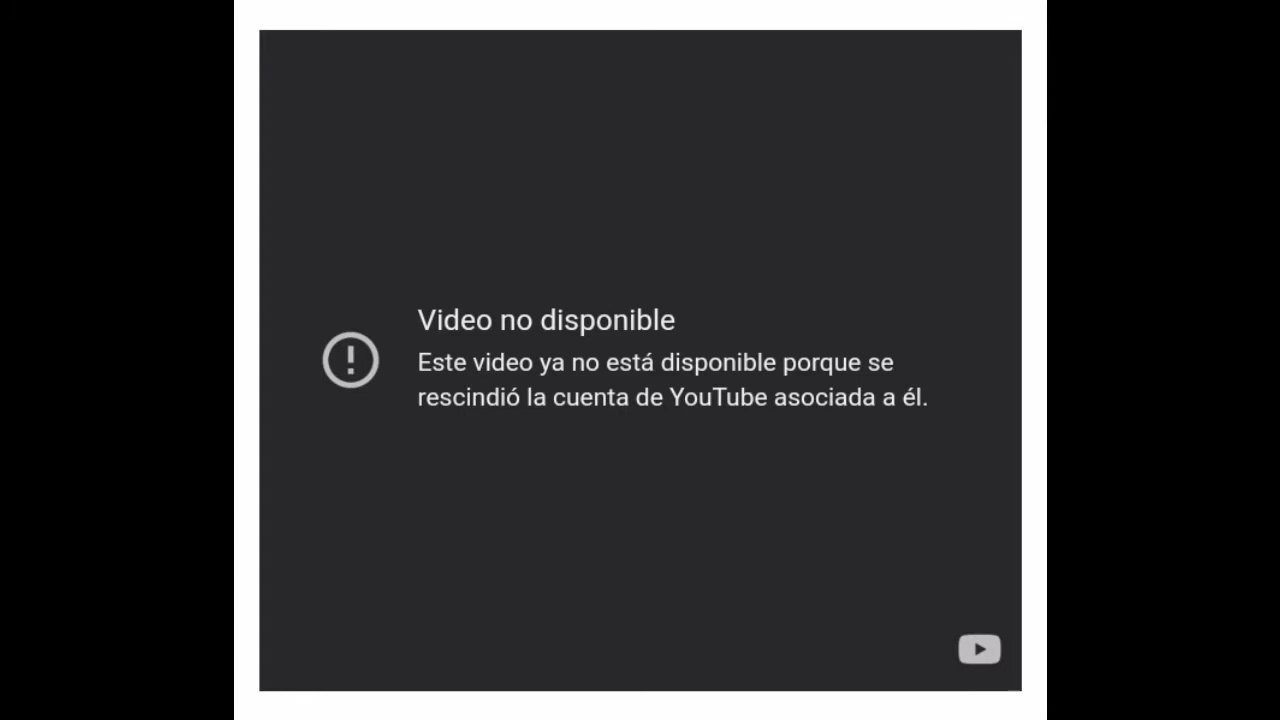 Video no disponible
Este video ya no está disponible porque se
rescindió la cuenta de YouTube asociada a él.